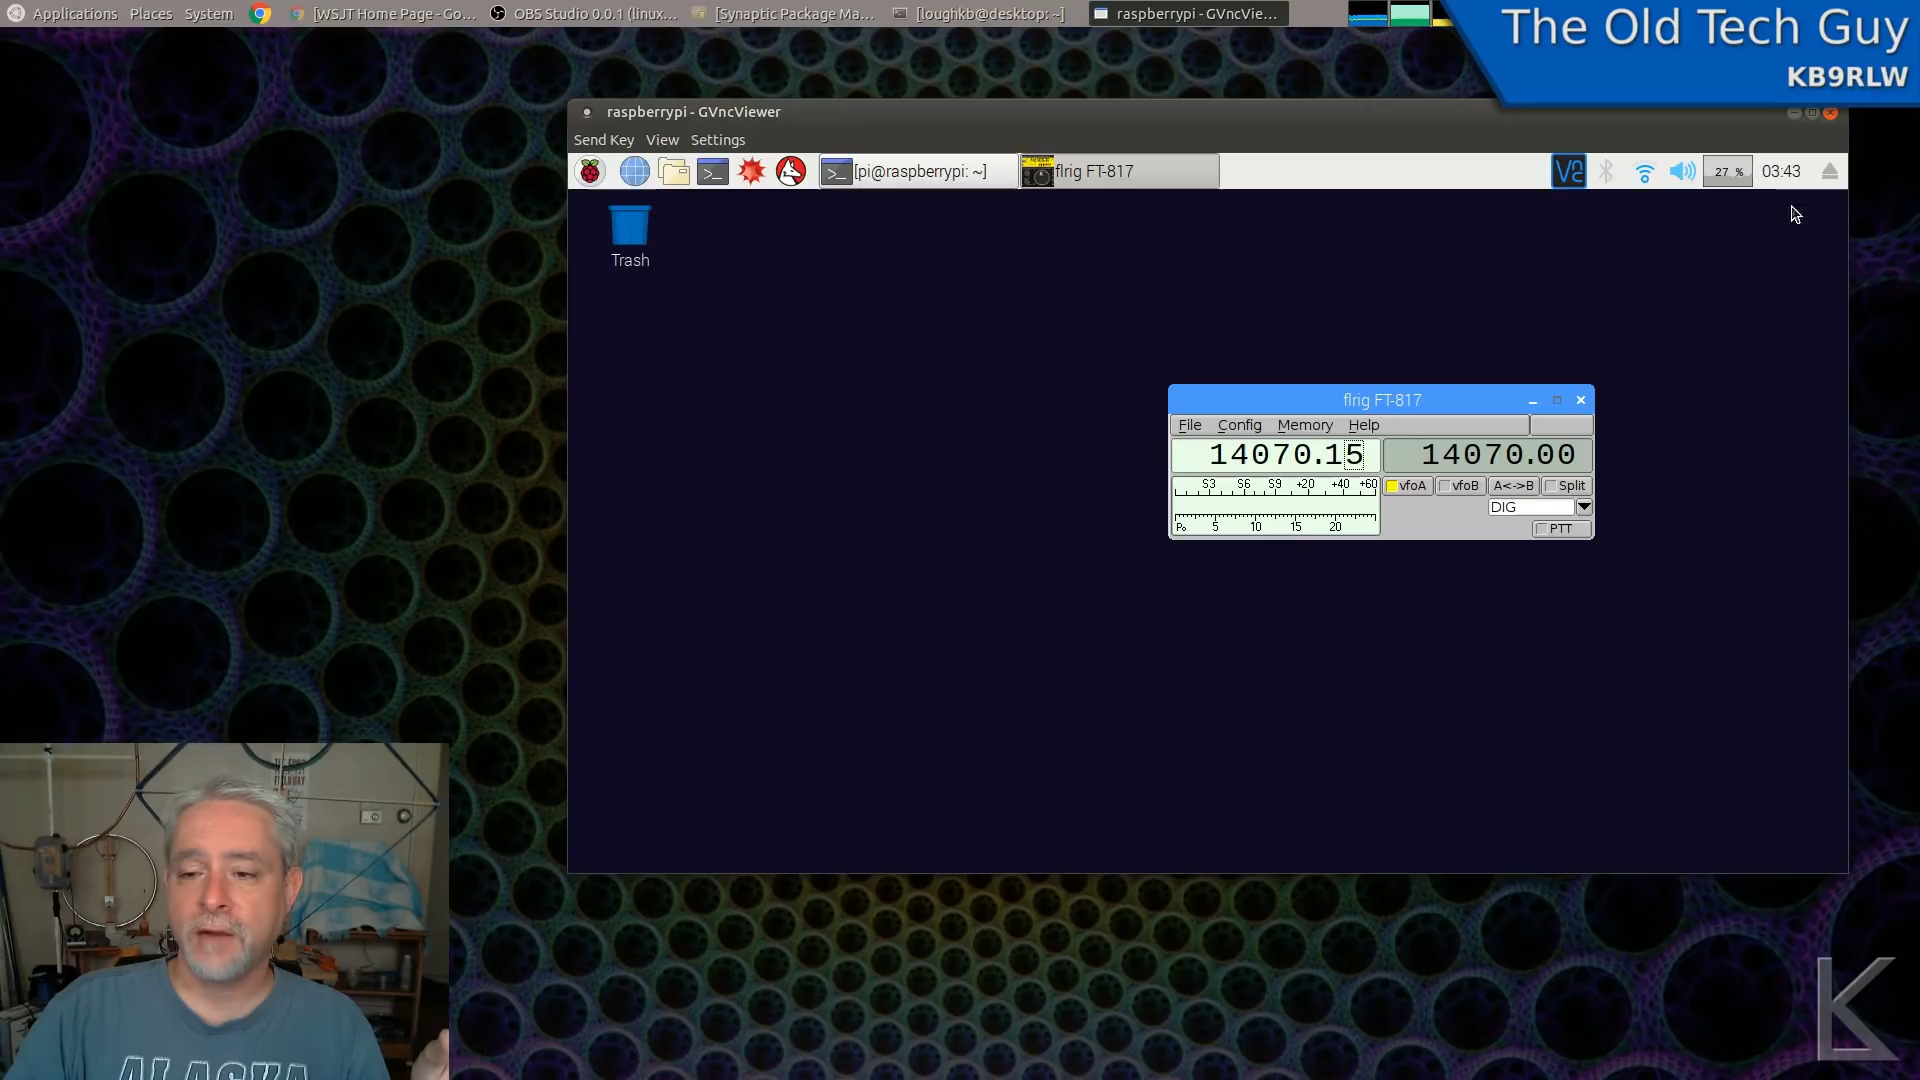 Applications Places System [WSJT Home Page - Go... OBS Studio 0.0.1 (linux... [Synaptic Package Ma... [loughkb@desktop: ~] raspberrypi - GVncVie...
The Old Tech Guy
KB9RLW
raspberrypi - GVncViewer
Send Key View Settings
[pi@raspberrypi: ~] flrig FT-817 27 % 03:43
Trash
flrig FT-817
File Config Memory Help
14070.15 14070.00
S3 S6 S9 +20 +40 +60
vfoA vfoB A<->B Split
DIG
Po 5 10 15 20
PTT
ALASKA
K